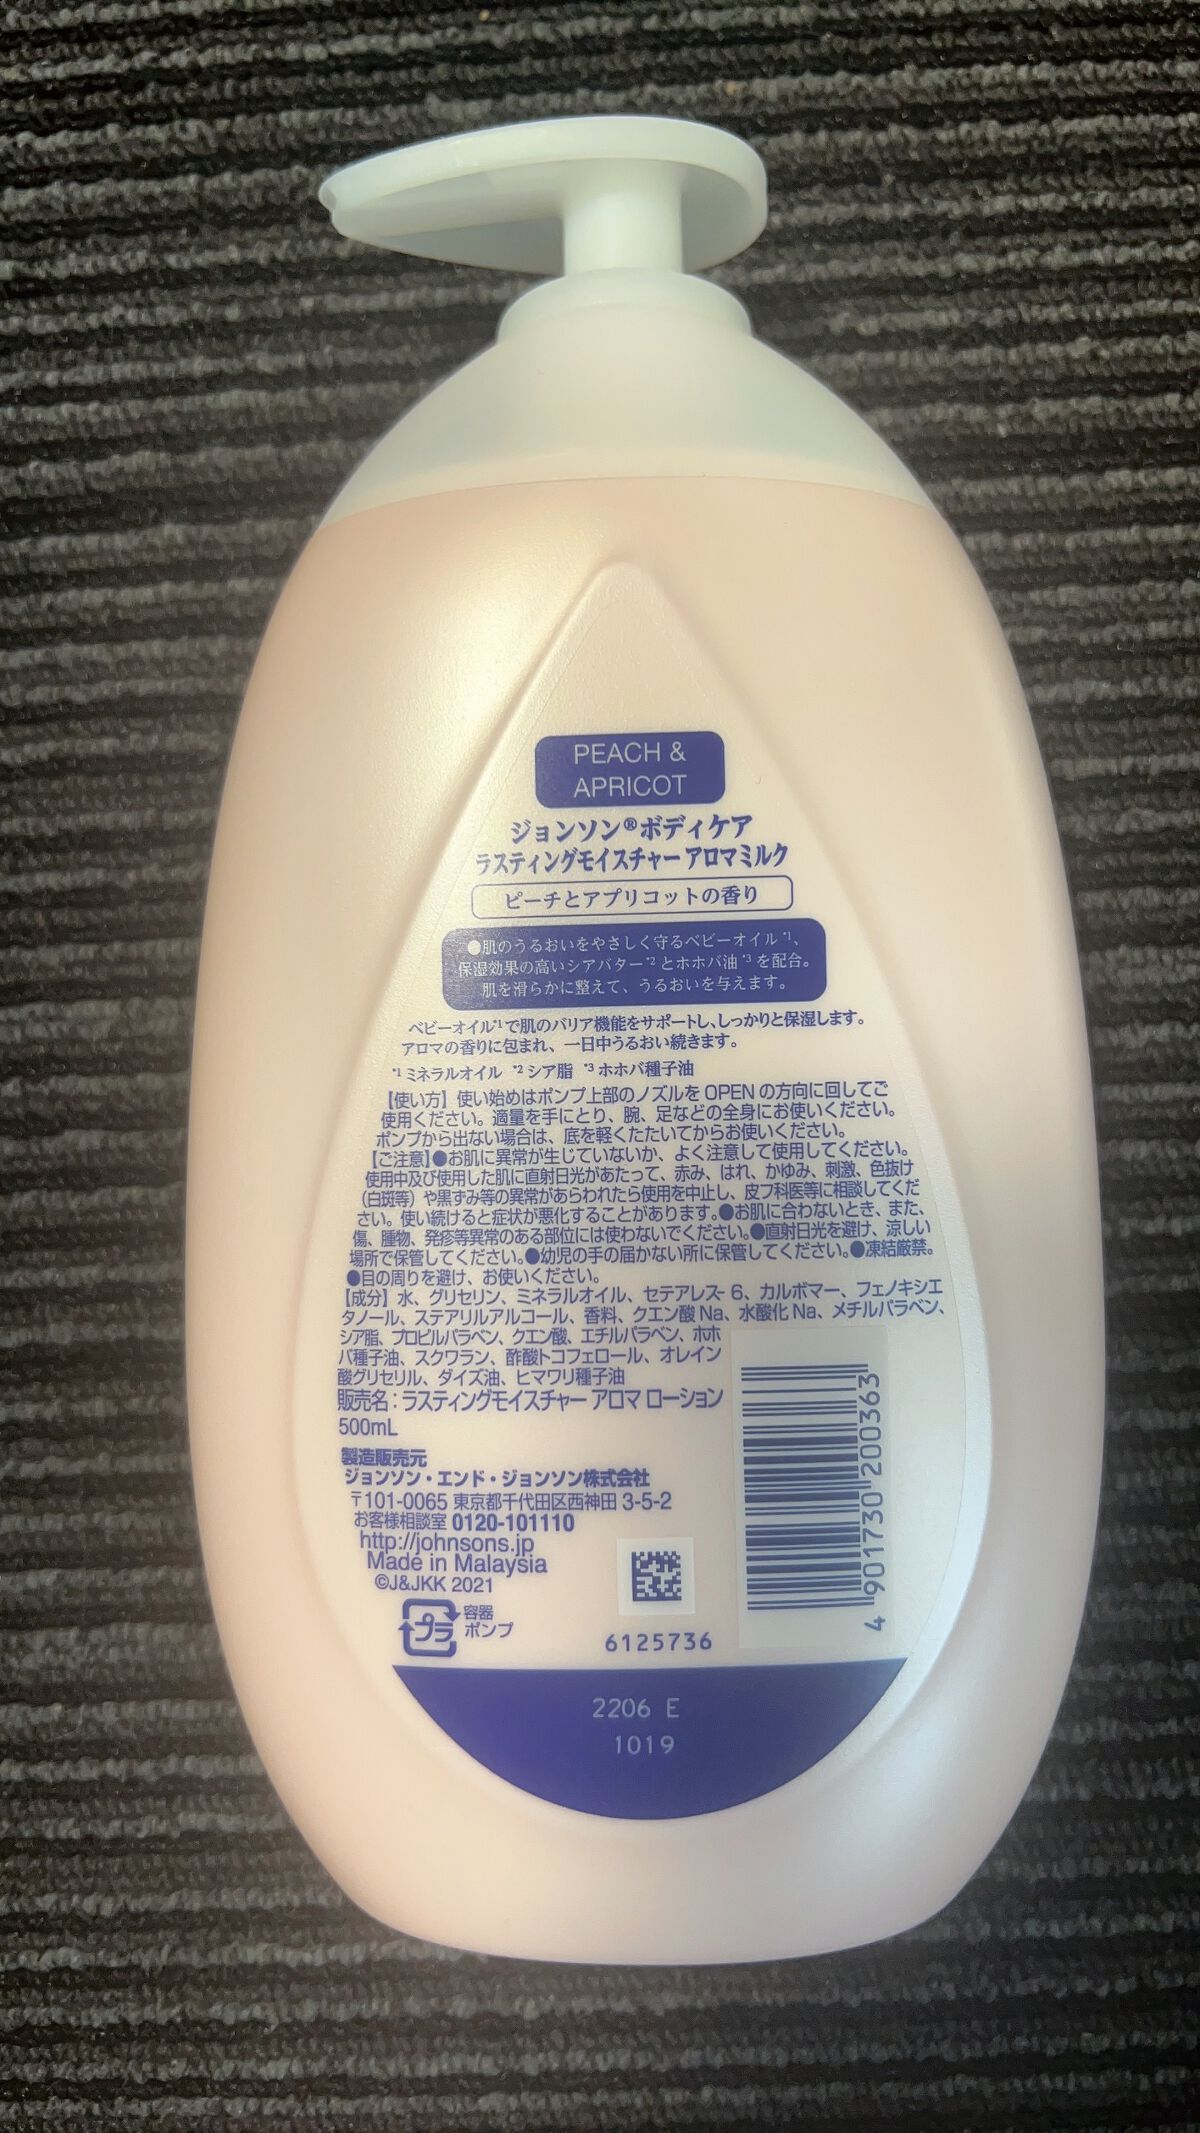 PEACH &
APRICOT
ジョンソン®ボディケア
ラスティングモイスチャー アロマミルク
ピーチとアプリコットの香り
●肌のうるおいをやさしく守るベビーオイル*1、
保湿効果の高いシアバター*2とホホバ油*3を配合。
肌を滑らかに整えて、うるおいを与えます。
ベビーオイル*1で肌のバリア機能をサポートし、しっかりと保湿します。
アロマの香りに包まれ、一日中うるおい続きます。
*1 ミネラルオイル *2 シア脂 *3 ホホバ種子油
【使い方】使い始めはポンプ上部のノズルを OPEN の方向に回してご
使用ください。適量を手にとり、腕、足などの全身にお使いください。
ポンプから出ない場合は、底を軽くたたいてからお使いください。
【ご注意】●お肌に異常が生じていないか、よく注意して使用してください。
使用中及び使用した肌に直射日光があたって、赤み、はれ、かゆみ、刺激、色抜け
（白斑等）や黒ずみ等の異常があらわれたら使用を中止し、皮フ科医等に相談してくだ
さい。使い続けると症状が悪化することがあります。●お肌に合わないとき、また、
傷、腫物、発疹等異常のある部位には使わないでください。●直射日光を避け、涼しい
場所で保管してください。●幼児の手の届かない所に保管してください。●凍結厳禁。
●目の周りを避け、お使いください。
【成分】水、グリセリン、ミネラルオイル、セテアレス-6、カルボマー、フェノキシエ
タノール、ステアリルアルコール、香料、クエン酸 Na、水酸化 Na、メチルパラベン、
シア脂、プロピルパラベン、クエン酸、エチルパラベン、ホホ
バ種子油、スクワラン、酢酸トコフェロール、オレイン
酸グリセリル、ダイズ油、ヒマワリ種子油
販売名：ラスティングモイスチャー アロマ ローション
500mL
製造販売元
ジョンソン・エンド・ジョンソン株式会社
〒101-0065 東京都千代田区西神田 3-5-2
お客様相談室 0120-101110
http://johnsons.jp
Made in Malaysia
©J&JKK 2021
プラ
容器
ポンプ
6125736
4 901730 200363
2206 E
1019